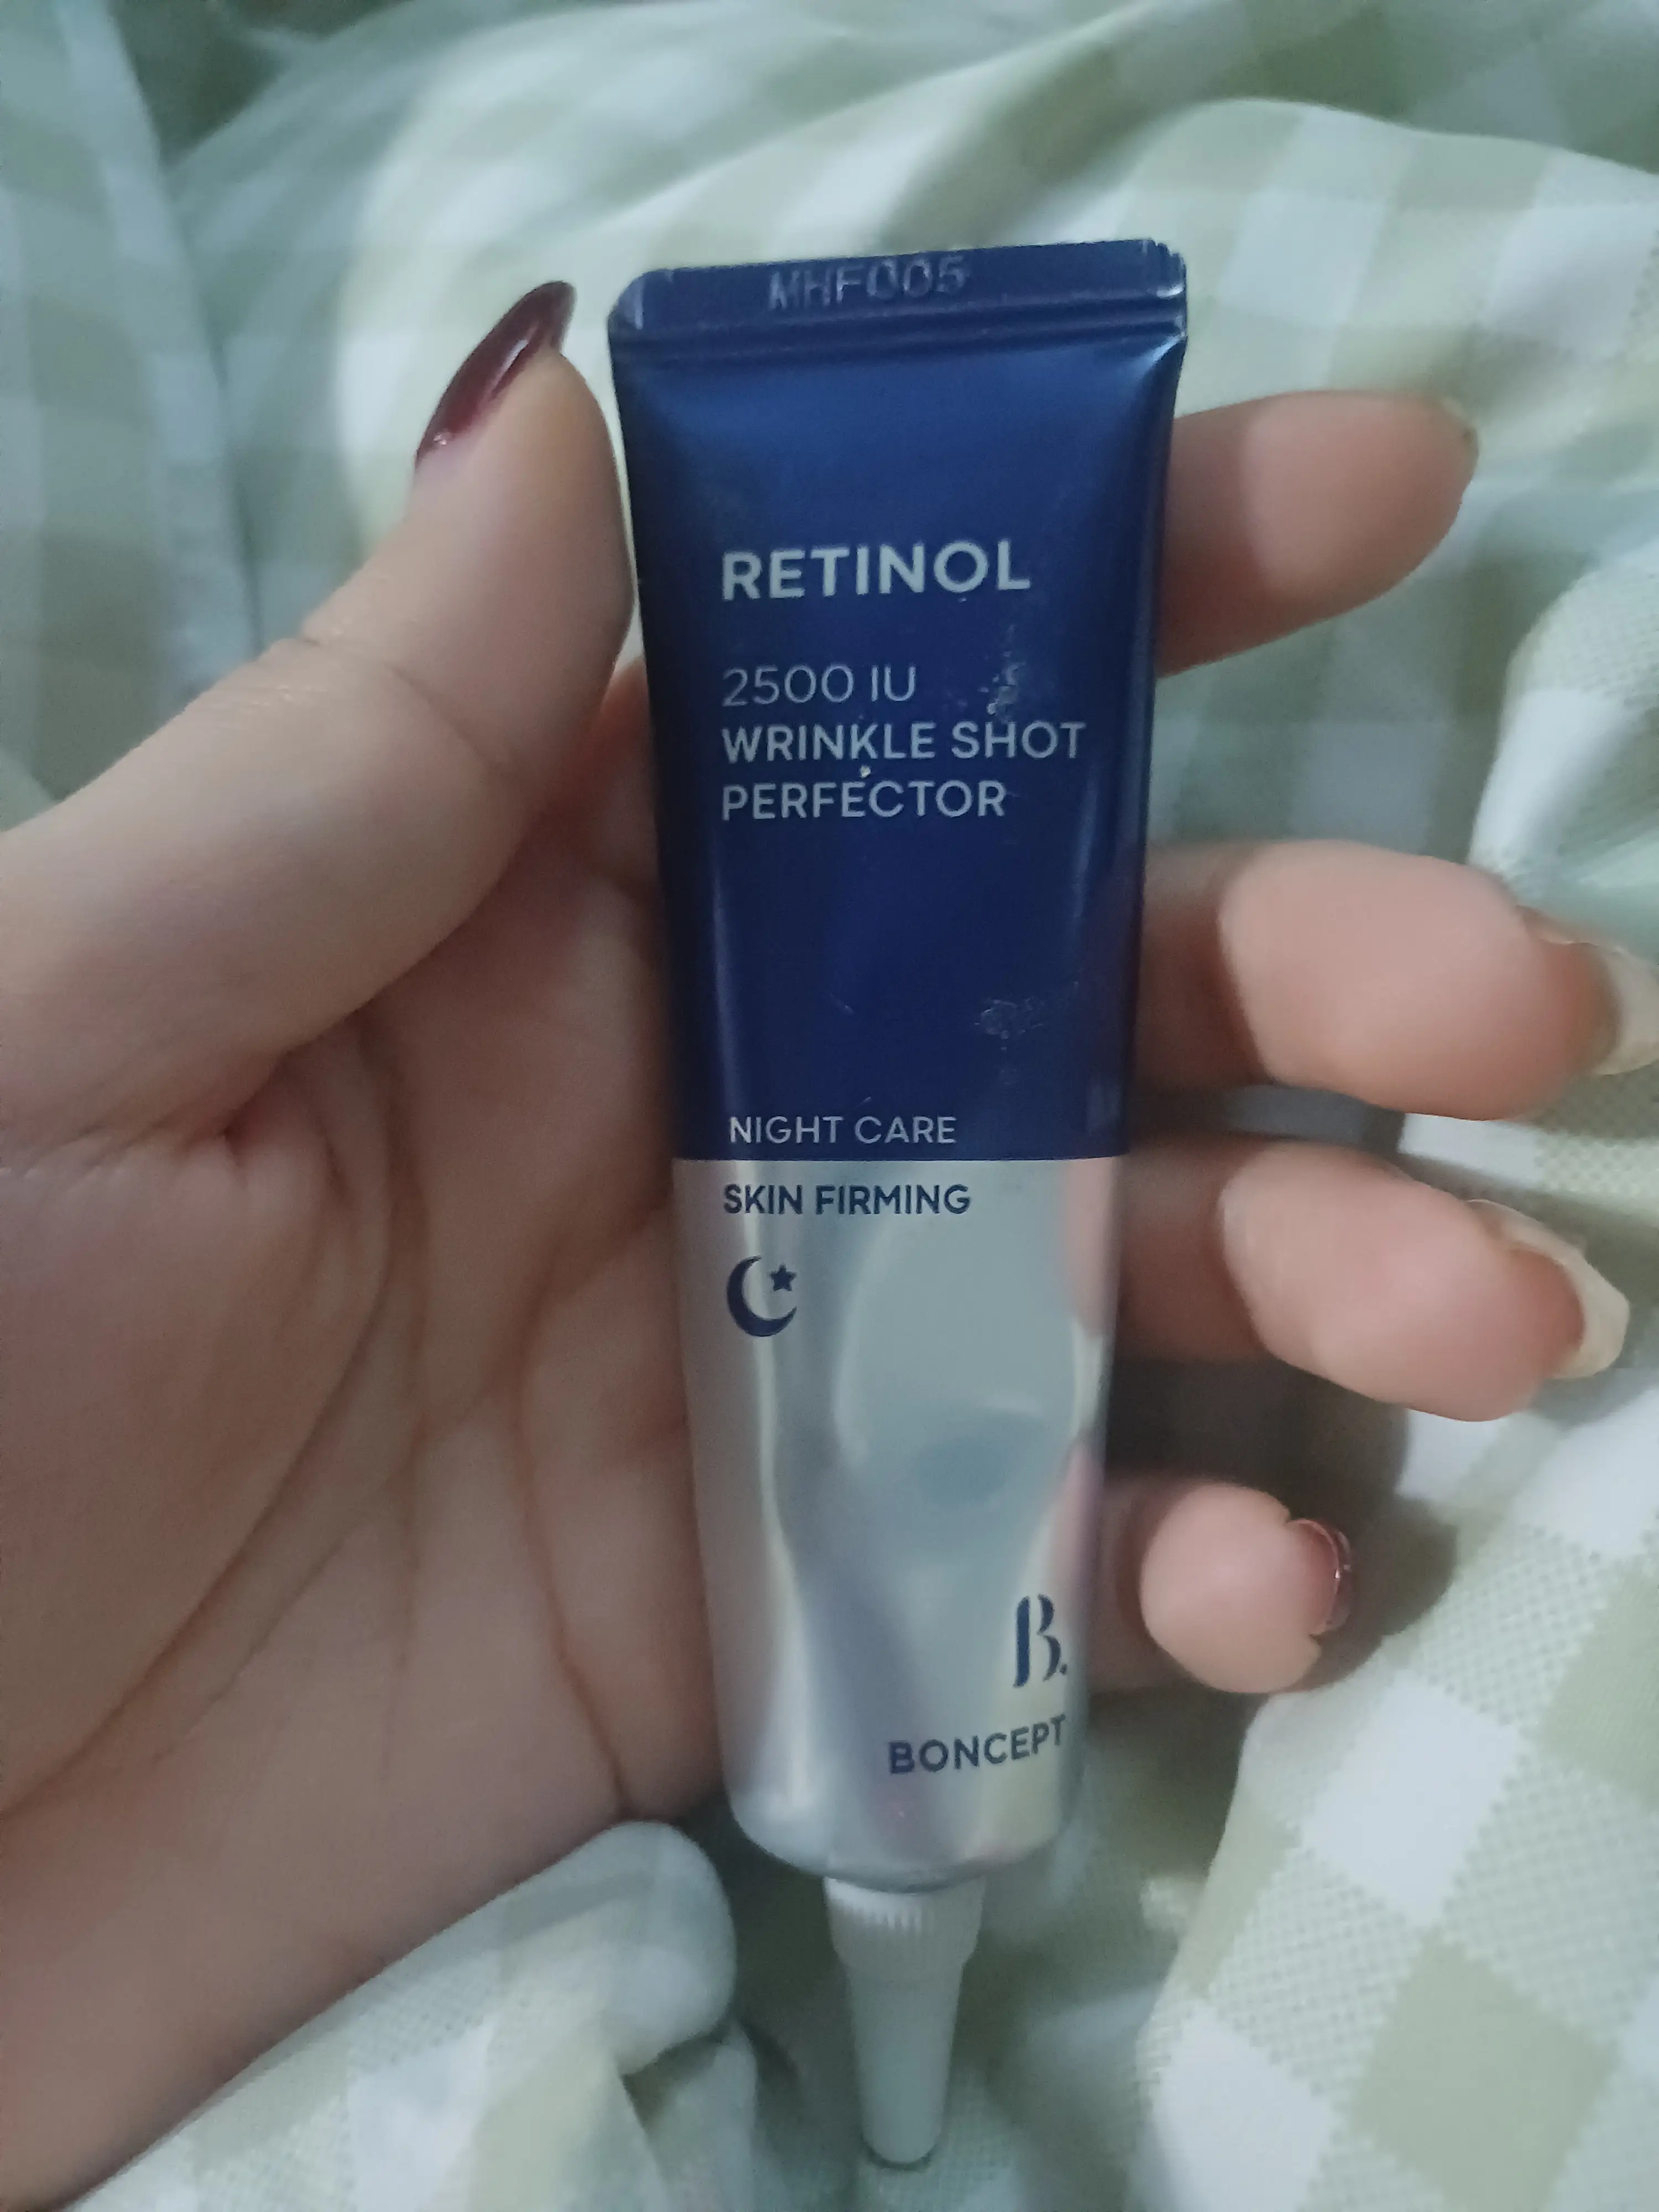 MHF005
RETINOL
2500 IU
WRINKLE SHOT
PERFECTOR
NIGHT CARE
SKIN FIRMING
B.
BONCEPT